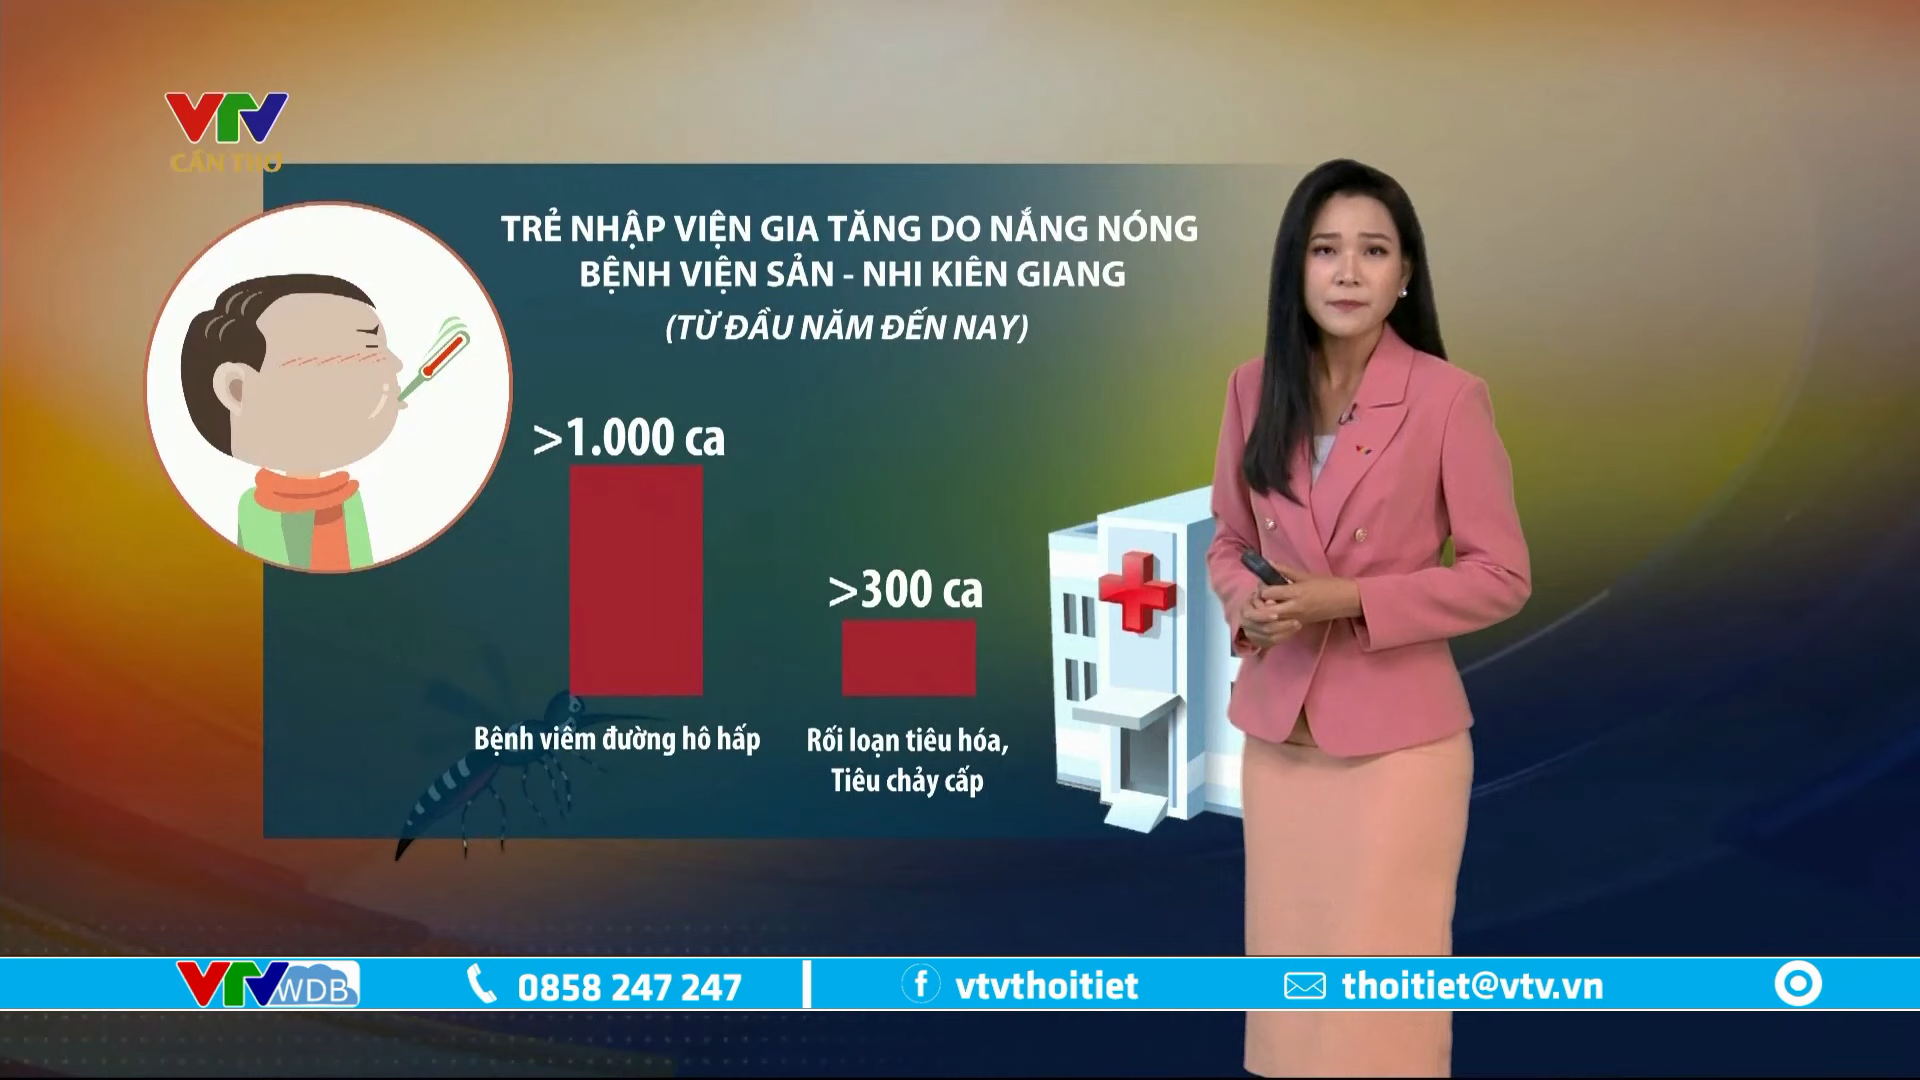 VTV
CẦN THƠ
TRẺ NHẬP VIỆN GIA TĂNG DO NẮNG NÓNG
BỆNH VIỆN SẢN - NHI KIÊN GIANG
(TỪ ĐẦU NĂM ĐẾN NAY)
>1.000 ca
>300 ca
Bệnh viêm đường hô hấp
Rối loạn tiêu hóa,
Tiêu chảy cấp
VTV WDB
0858 247 247
vtvthoitiet
thoitiet@vtv.vn